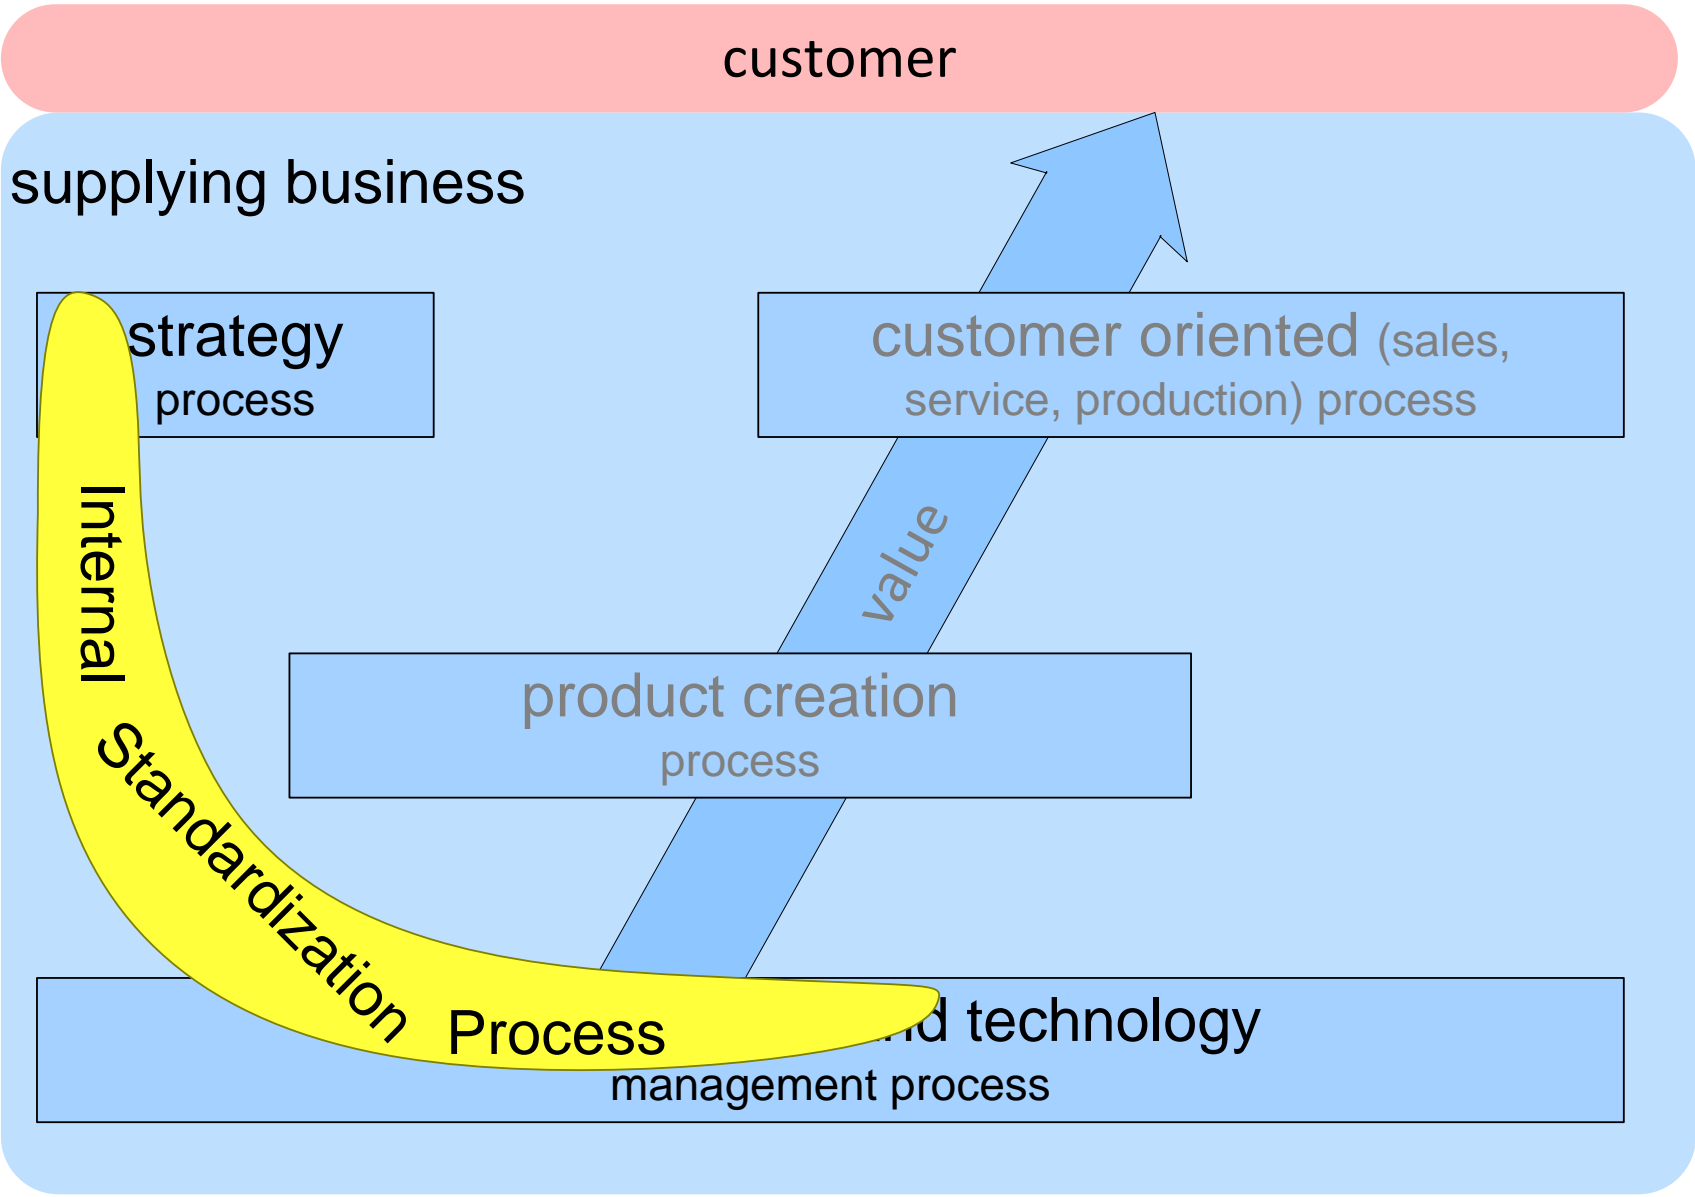 customer
supplying business
strategy
process
customer oriented (sales,
service, production) process
value
product creation
process
Internal
Standardization
Process
technology
management process